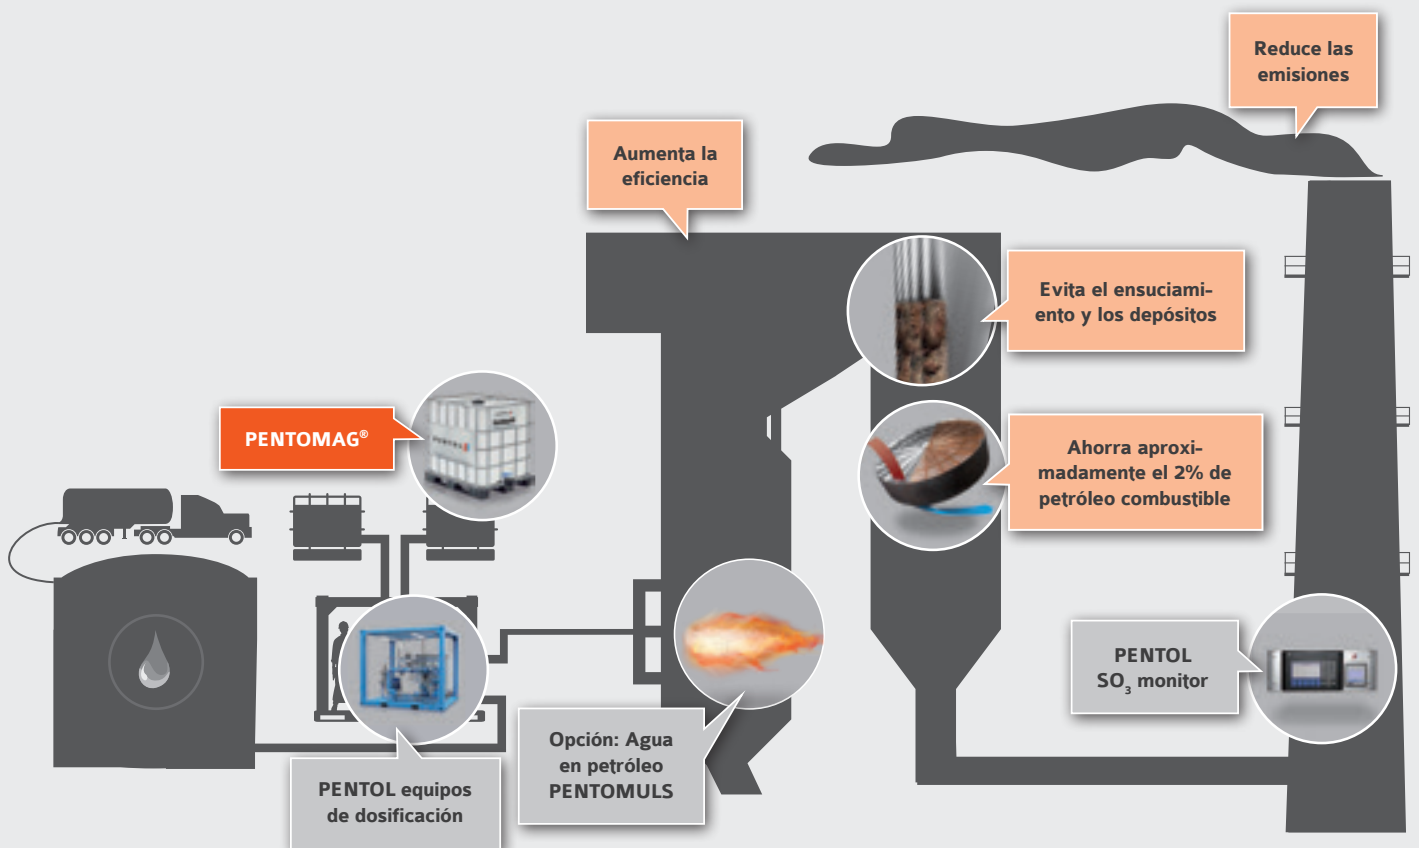 Reduce las
emisiones
Aumenta la
eficiencia
Evita el ensuciami-
ento y los depósitos
PENTOMAG®
Ahorra aproxi-
madamente el 2% de
petróleo combustible
PENTOL
SO₃ monitor
Opción: Agua
en petróleo
PENTOMULS
PENTOL equipos
de dosificación